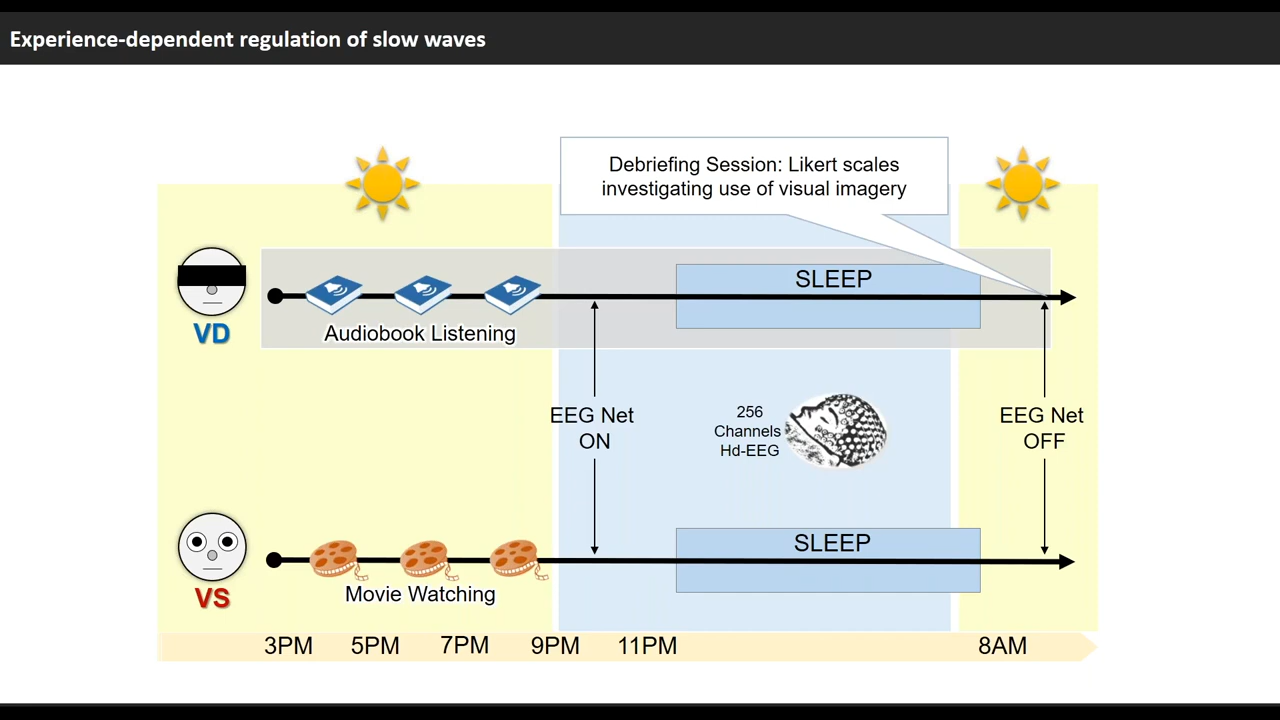 Experience-dependent regulation of slow waves
Debriefing Session: Likert scales
investigating use of visual imagery
SLEEP
VD
Audiobook Listening
EEG Net
ON
256
Channels
Hd-EEG
EEG Net
OFF
SLEEP
VS
Movie Watching
3PM
5PM
7PM
9PM
11PM
8AM